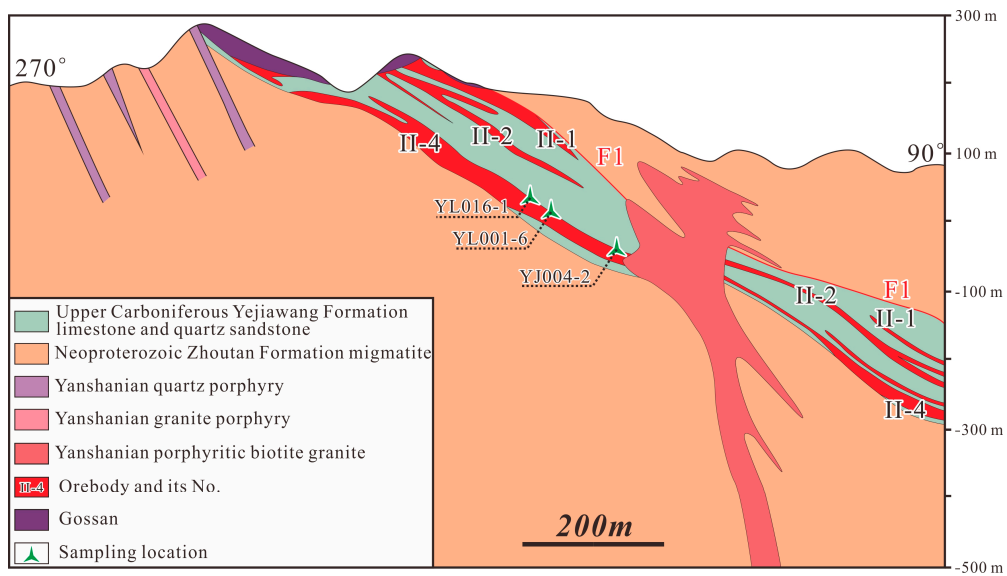 300 m
270°
II-4
II-2
II-1
F1
100 m
90°
YL016-1
YL001-6
YJ004-2
-100 m
II-2
F1
II-1
II-4
-300 m
-500 m
200m
Upper Carboniferous Yejiawang Formation
limestone and quartz sandstone
Neoproterozoic Zhoutan Formation migmatite
Yanshanian quartz porphyry
Yanshanian granite porphyry
Yanshanian porphyritic biotite granite
II-4 Orebody and its No.
Gossan
Sampling location